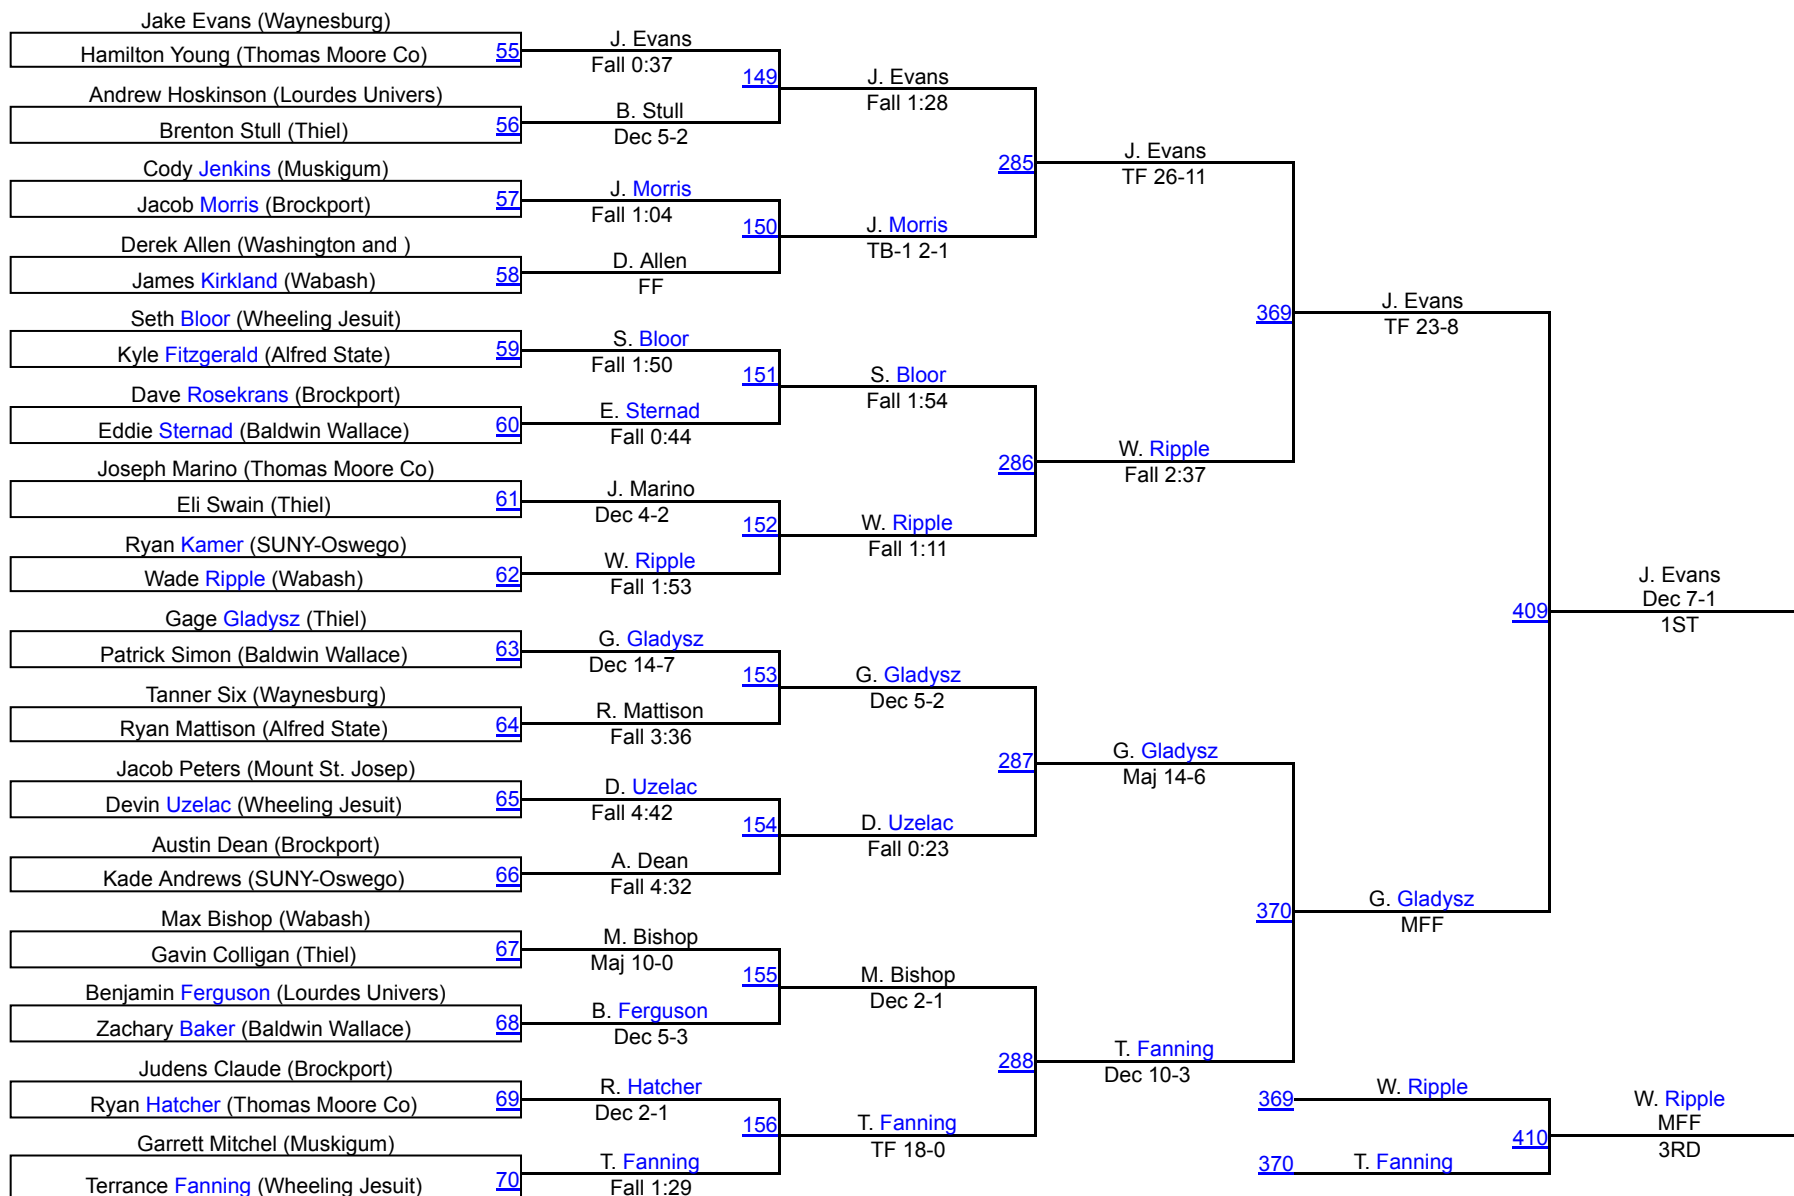 Jake Evans (Waynesburg)
Hamilton Young (Thomas Moore Co)
55
Andrew Hoskinson (Lourdes Univers)
Brenton Stull (Thiel)
56
Cody Jenkins (Muskigum)
Jacob Morris (Brockport)
57
Derek Allen (Washington and )
James Kirkland (Wabash)
58
Seth Bloor (Wheeling Jesuit)
Kyle Fitzgerald (Alfred State)
59
Dave Rosekrans (Brockport)
Eddie Sternad (Baldwin Wallace)
60
Joseph Marino (Thomas Moore Co)
Eli Swain (Thiel)
61
Ryan Kamer (SUNY-Oswego)
Wade Ripple (Wabash)
62
Gage Gladysz (Thiel)
Patrick Simon (Baldwin Wallace)
63
Tanner Six (Waynesburg)
Ryan Mattison (Alfred State)
64
Jacob Peters (Mount St. Josep)
Devin Uzelac (Wheeling Jesuit)
65
Austin Dean (Brockport)
Kade Andrews (SUNY-Oswego)
66
Max Bishop (Wabash)
Gavin Colligan (Thiel)
67
Benjamin Ferguson (Lourdes Univers)
Zachary Baker (Baldwin Wallace)
68
Judens Claude (Brockport)
Ryan Hatcher (Thomas Moore Co)
69
Garrett Mitchel (Muskigum)
Terrance Fanning (Wheeling Jesuit)
70
J. Evans
Fall 0:37
149
B. Stull
Dec 5-2
J. Morris
Fall 1:04
150
D. Allen
FF
S. Bloor
Fall 1:50
151
E. Sternad
Fall 0:44
J. Marino
Dec 4-2
152
W. Ripple
Fall 1:53
G. Gladysz
Dec 14-7
153
R. Mattison
Fall 3:36
D. Uzelac
Fall 4:42
154
A. Dean
Fall 4:32
M. Bishop
Maj 10-0
155
B. Ferguson
Dec 5-3
R. Hatcher
Dec 2-1
156
T. Fanning
Fall 1:29
J. Evans
Fall 1:28
285
J. Morris
TB-1 2-1
S. Bloor
Fall 1:54
286
W. Ripple
Fall 1:11
G. Gladysz
Dec 5-2
287
D. Uzelac
Fall 0:23
M. Bishop
Dec 2-1
288
T. Fanning
TF 18-0
J. Evans
TF 26-11
369
W. Ripple
Fall 2:37
G. Gladysz
Maj 14-6
370
T. Fanning
Dec 10-3
J. Evans
TF 23-8
409
G. Gladysz
MFF
J. Evans
Dec 7-1
1ST
369
W. Ripple
410
370
T. Fanning
W. Ripple
MFF
3RD